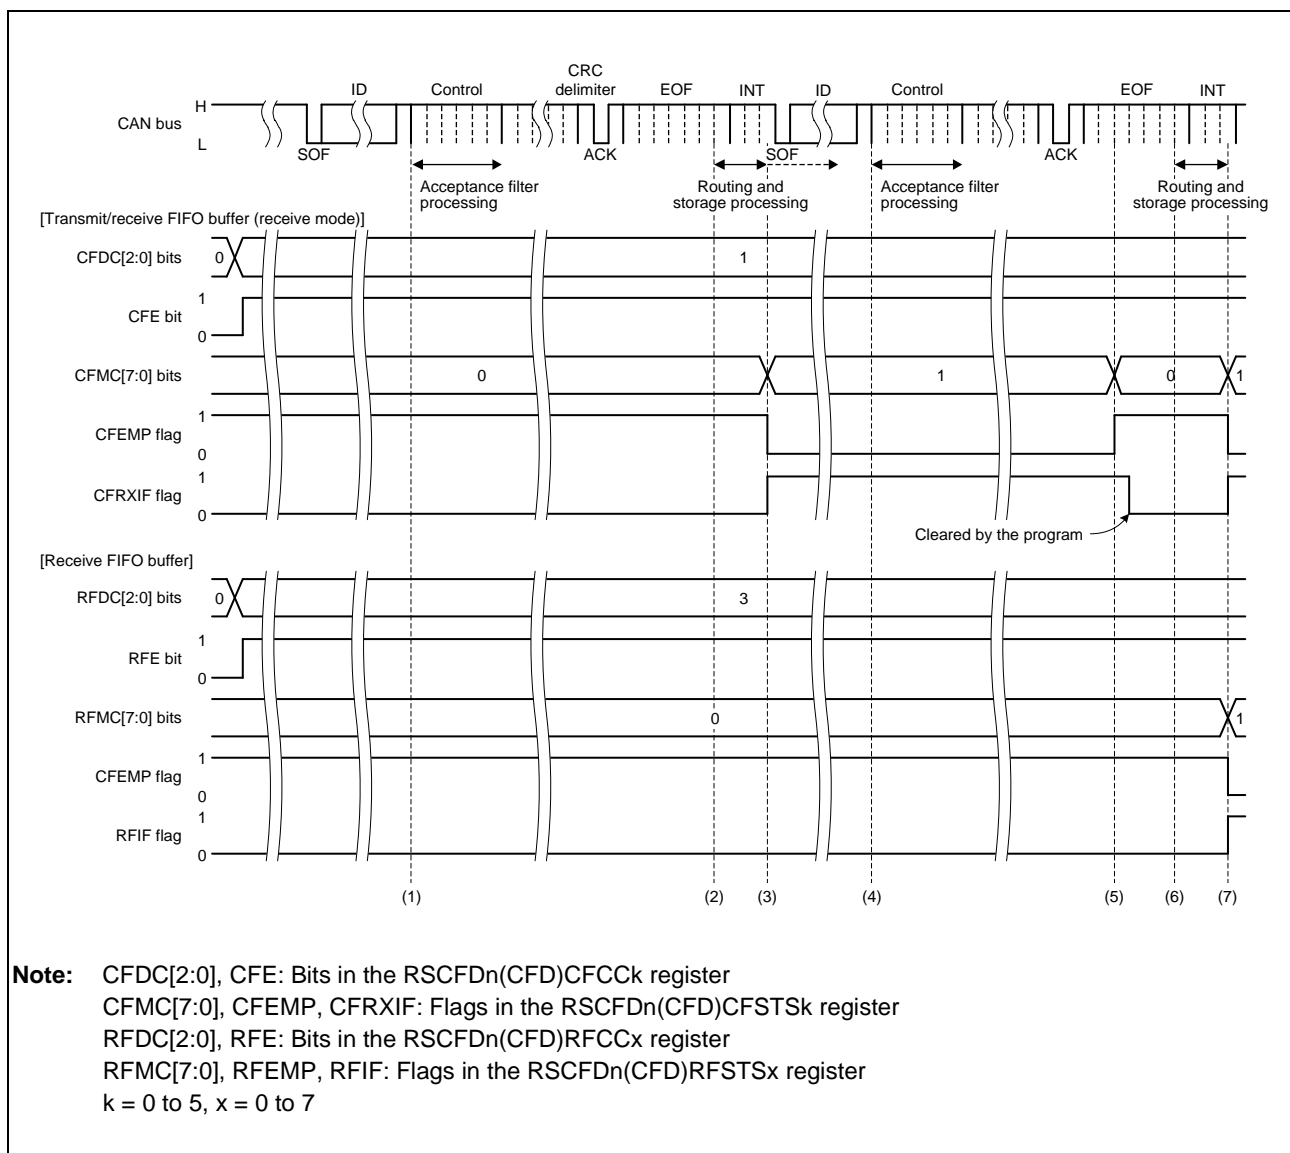 CRC
ID Control delimiter EOF INT ID Control EOF INT
H
CAN bus
L
SOF ACK SOF ACK
Acceptance filter processing
Routing and storage processing
Acceptance filter processing
Routing and storage processing
[Transmit/receive FIFO buffer (receive mode)]
CFDC[2:0] bits 0 1
1
CFE bit
0
CFMC[7:0] bits 0 1 0 1
1
CFEMP flag
0
1
CFRXIF flag
0
Cleared by the program
[Receive FIFO buffer]
RFDC[2:0] bits 0 3
1
RFE bit
0
RFMC[7:0] bits 0 1
1
CFEMP flag
0
1
RFIF flag
0
(1) (2) (3) (4) (5) (6) (7)
Note: CFDC[2:0], CFE: Bits in the RSCFDn(CFD)CFCCk register
CFMC[7:0], CFEMP, CFRXIF: Flags in the RSCFDn(CFD)CFSTSk register
RFDC[2:0], RFE: Bits in the RSCFDn(CFD)RFCCx register
RFMC[7:0], RFEMP, RFIF: Flags in the RSCFDn(CFD)RFSTSx register
k = 0 to 5, x = 0 to 7